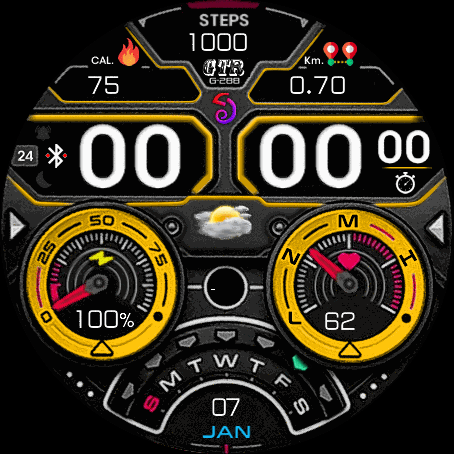 STEPS
1000
GTR
G-288
CAL.
75
Km.
0.70
00
00
00
24
0 25 50 75
100%
L N M I
62
-
S M T W T F S
07
JAN